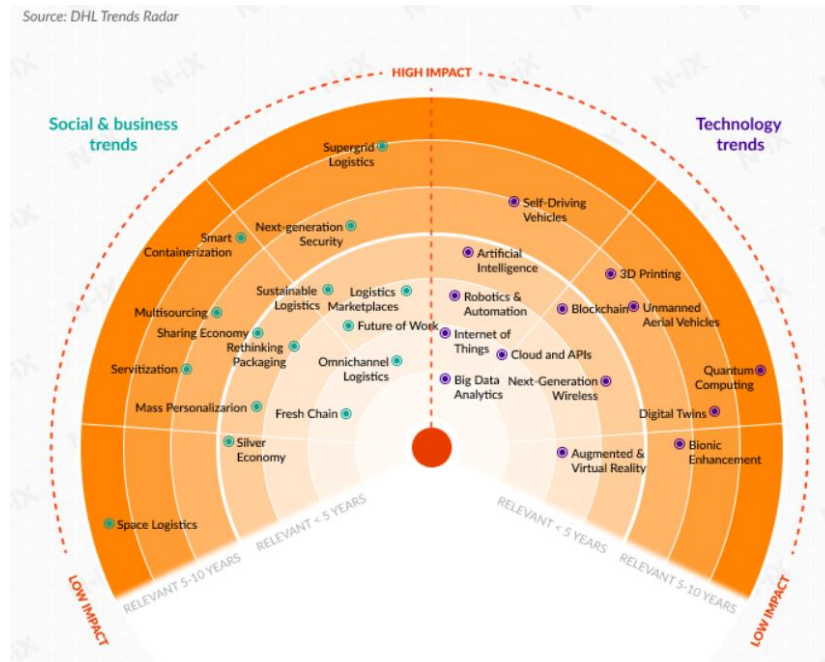 Source: DHL Trends Radar
HIGH IMPACT
Social & business
trends
Technology
trends
Supergrid
Logistics
Self-Driving
Vehicles
Next-generation
Security
Smart
Containerization
Artificial
Intelligence
3D Printing
Sustainable
Logistics
Logistics
Marketplaces
Robotics &
Automation
Blockchain
Unmanned
Aerial Vehicles
Multisourcing
Sharing Economy
Future of Work
Internet of
Things
Rethinking
Packaging
Cloud and APIs
Servitization
Omnichannel
Logistics
Big Data
Analytics
Next-Generation
Wireless
Quantum
Computing
Mass Personalizarion
Fresh Chain
Digital Twins
Silver
Economy
Augmented &
Virtual Reality
Bionic
Enhancement
Space Logistics
RELEVANT < 5 YEARS
RELEVANT < 5 YEARS
RELEVANT 5-10 YEARS
RELEVANT 5-10 YEARS
LOW IMPACT
LOW IMPACT
N-iX
N-iX
N-iX